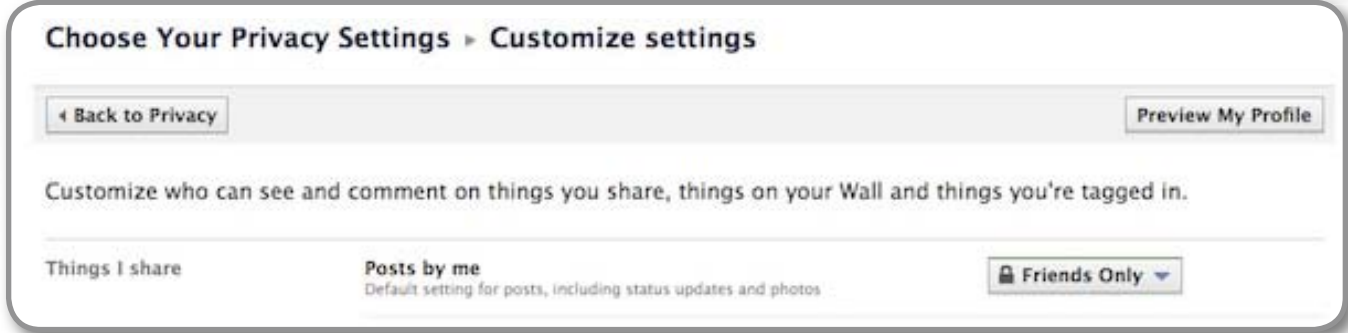 Choose Your Privacy Settings ▸ Customize settings
Back to Privacy
Preview My Profile
Customize who can see and comment on things you share, things on your Wall and things you're tagged in.
Things I share
Posts by me
Default setting for posts, including status updates and photos
Friends Only